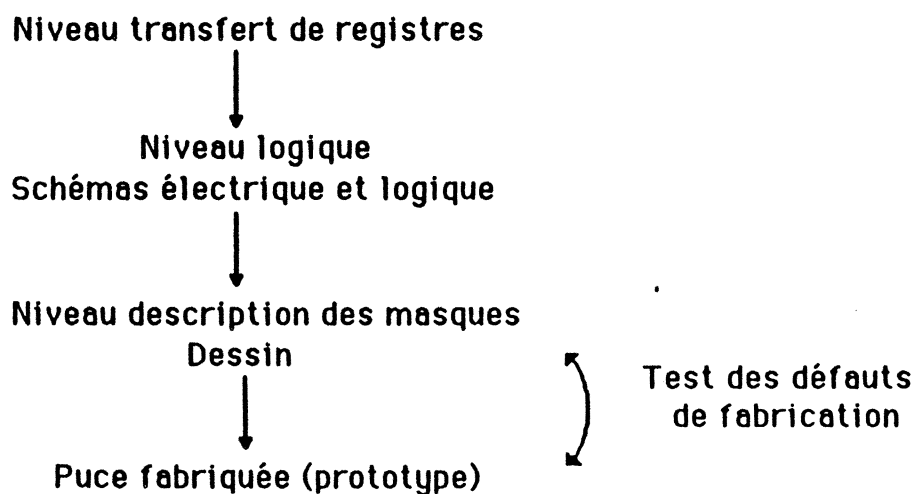 Niveau transfert de registres
Niveau logique
Schémas électrique et logique
Niveau description des masques
Dessin
Test des défauts
de fabrication
Puce fabriquée (prototype)